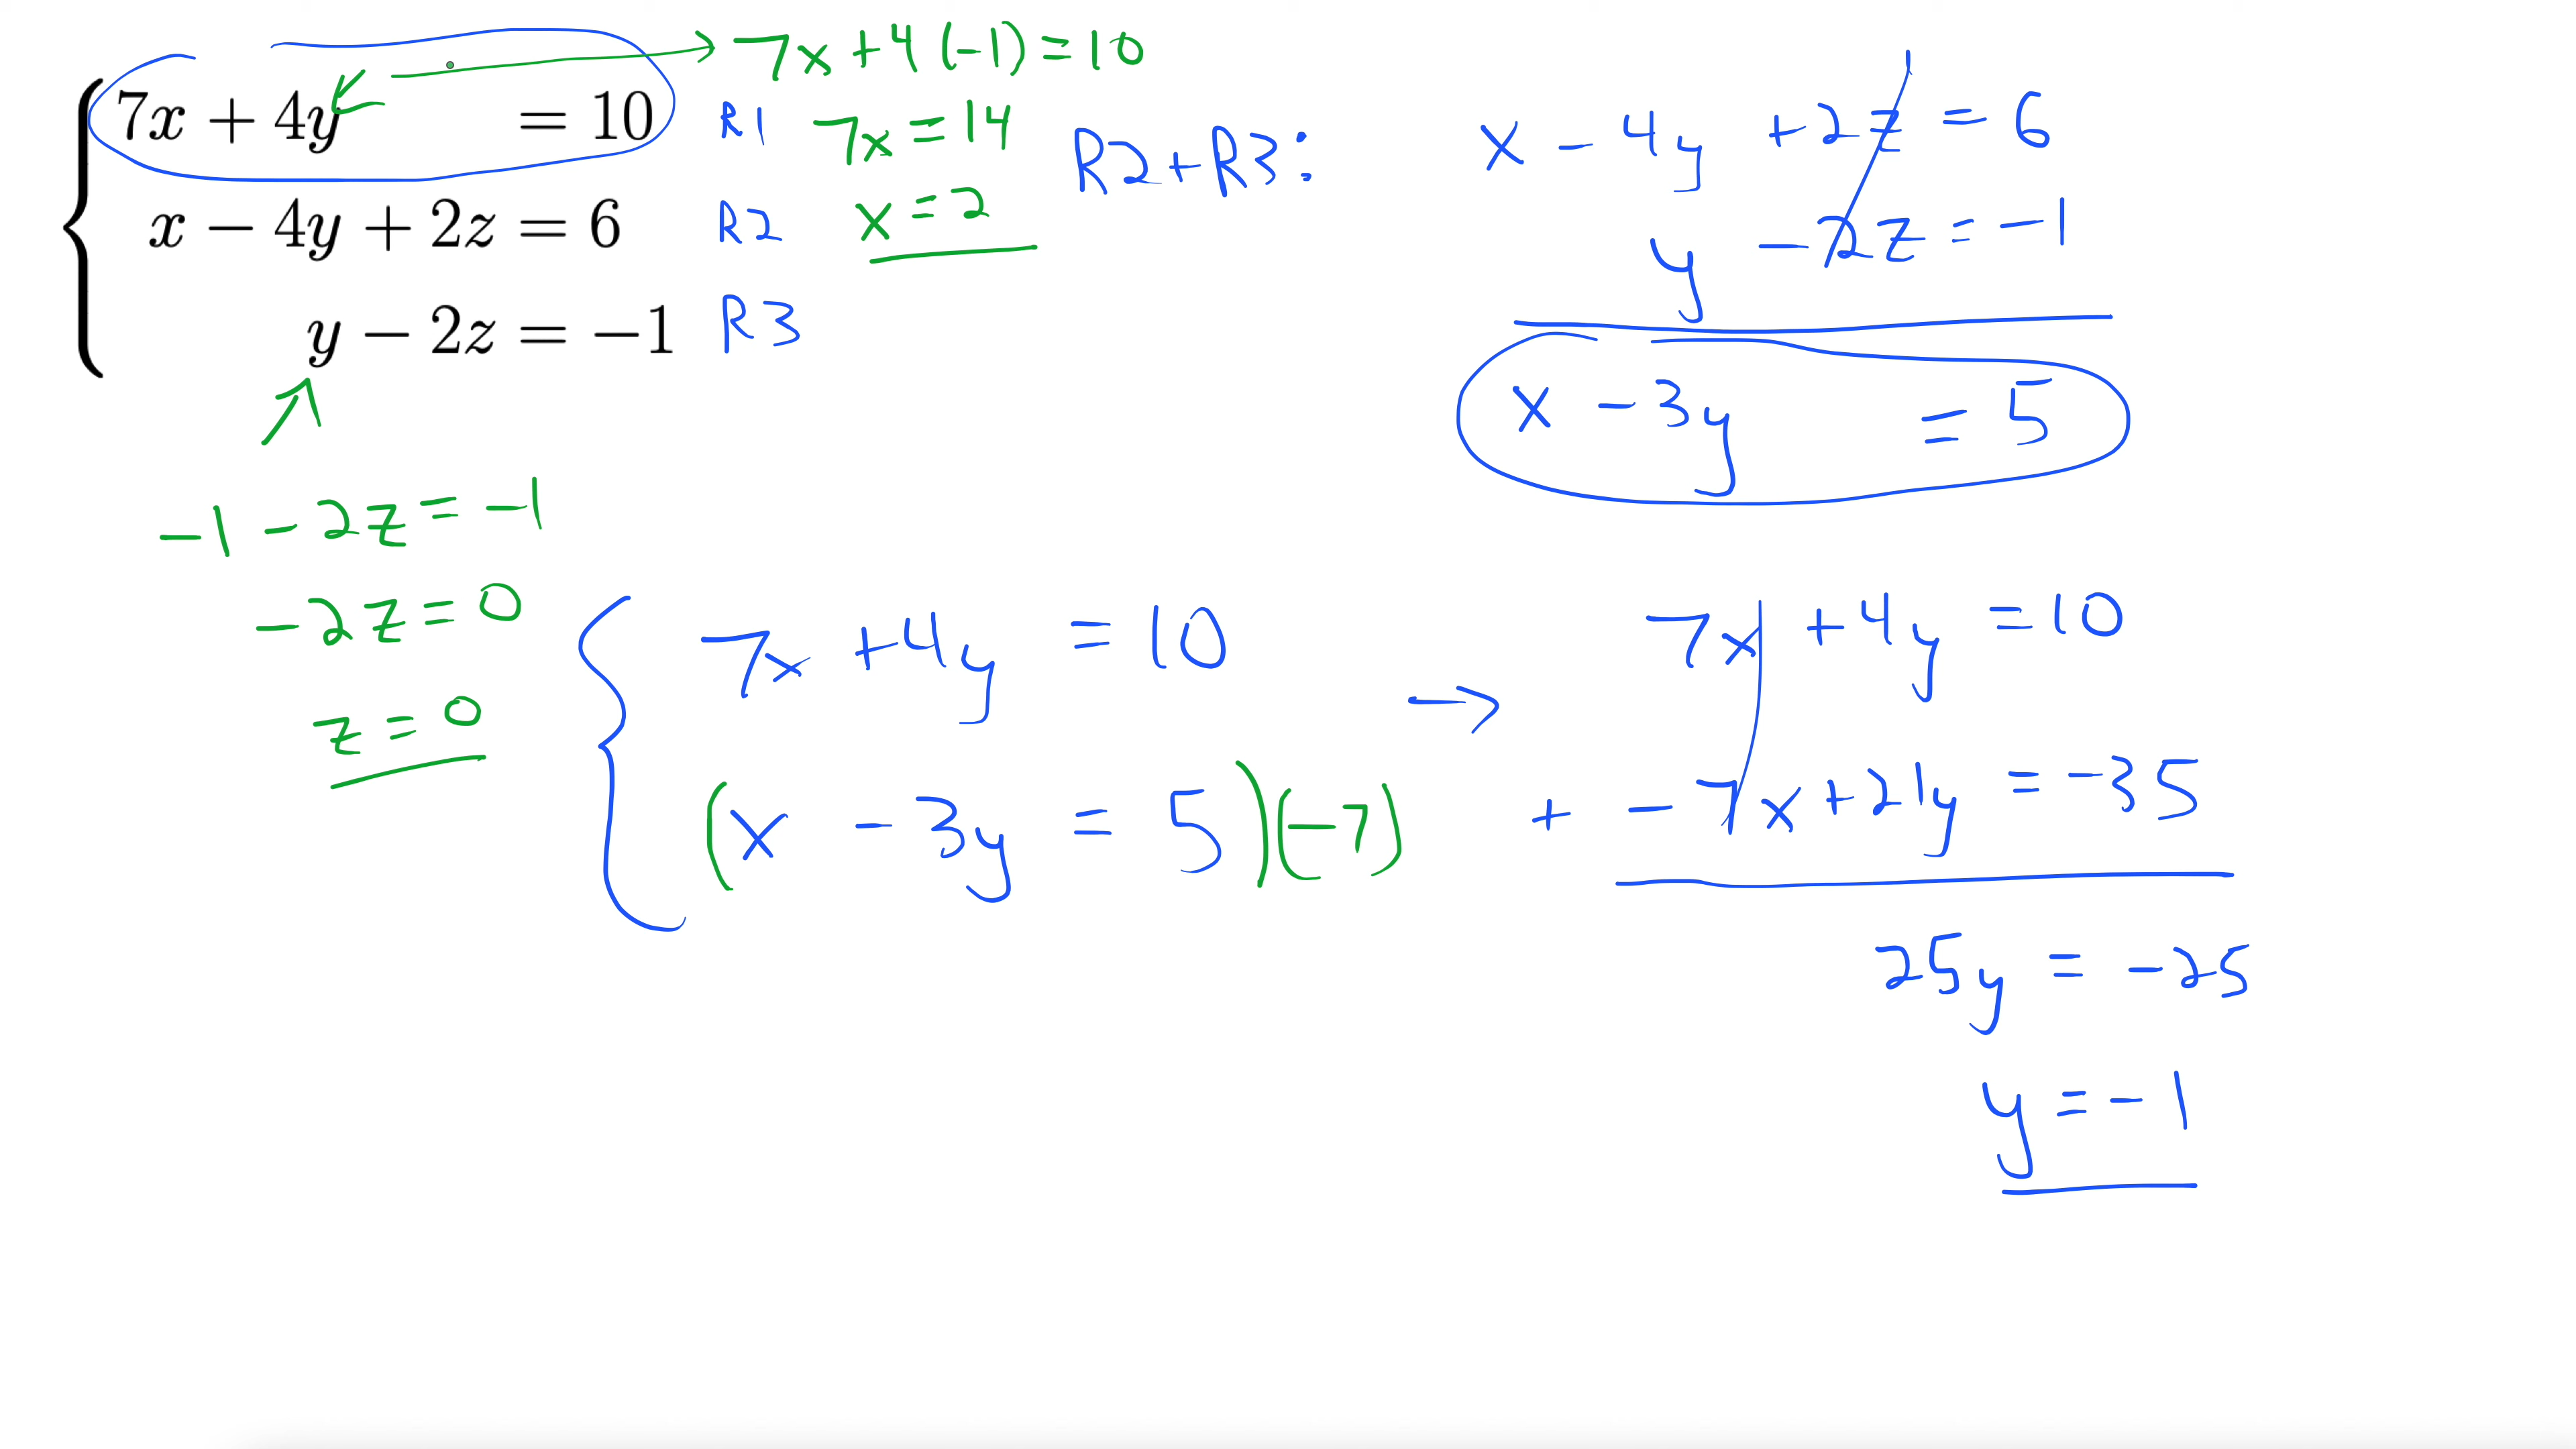 7x + 4y = 10 R1
x − 4y + 2z = 6 R2
y − 2z = −1 R3
7x + 4(−1) = 10
7x = 14
x = 2
R2+R3:
x − 4y + 2z = 6
y − 2z = −1
x − 3y = 5
−1 − 2z = −1
−2z = 0
z = 0
7x + 4y = 10
(x − 3y = 5)(−7)
→
7x + 4y = 10
+ −7x + 21y = −35
25y = −25
y = −1